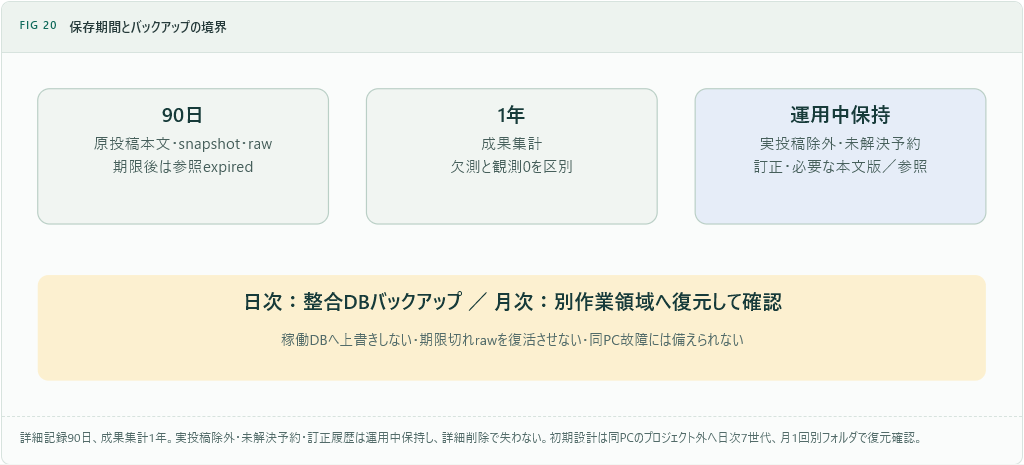 FIG 20 保存期間とバックアップの境界
90日
原投稿本文・snapshot・raw
期限後は参照expired
1年
成果集計
欠測と観測0を区別
運用中保持
実投稿除外・未解決予約
訂正・必要な本文版／参照
日次：整合DBバックアップ ／ 月次：別作業領域へ復元して確認
稼働DBへ上書きしない・期限切れrawを復活させない・同PC故障には備えられない
詳細記録90日、成果集計1年。実投稿除外・未解決予約・訂正履歴は運用中保持し、詳細削除で失わない。初期設計は同PCのプロジェクト外へ日次7世代、月1回別フォルダで復元確認。